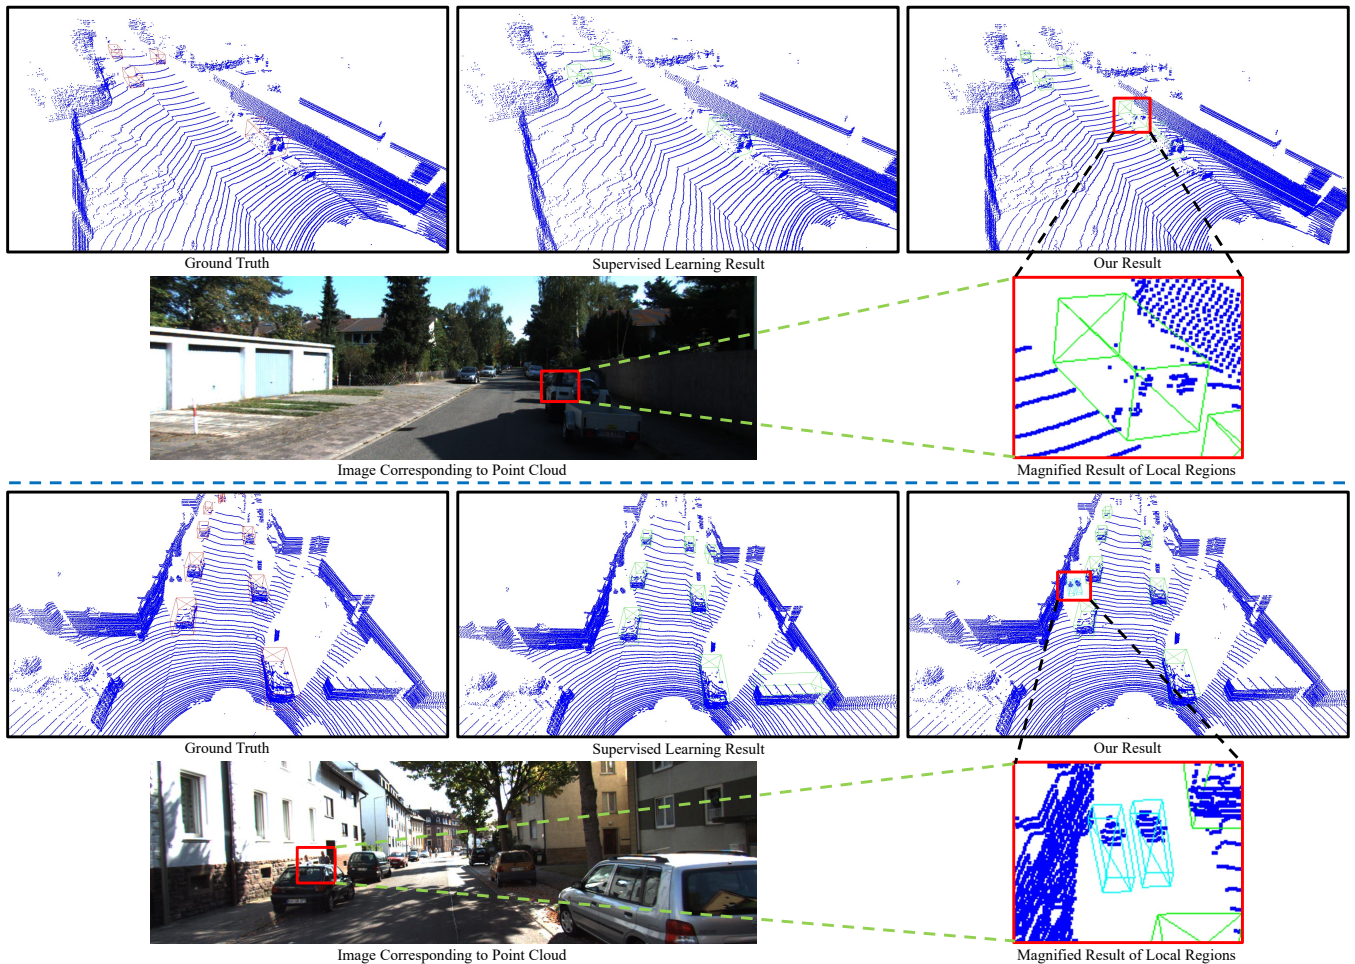 Ground Truth
Supervised Learning Result
Our Result
Image Corresponding to Point Cloud
Magnified Result of Local Regions
Ground Truth
Supervised Learning Result
Our Result
Image Corresponding to Point Cloud
Magnified Result of Local Regions